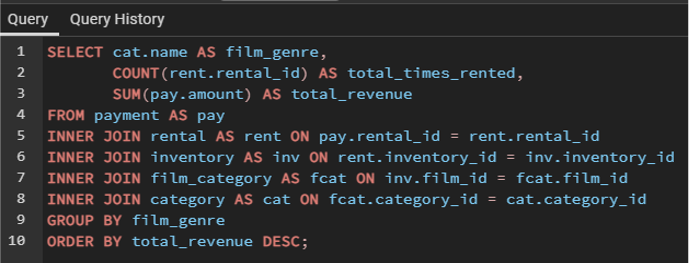 Query Query History
1 SELECT cat.name AS film_genre,
2 COUNT(rent.rental_id) AS total_times_rented,
3 SUM(pay.amount) AS total_revenue
4 FROM payment AS pay
5 INNER JOIN rental AS rent ON pay.rental_id = rent.rental_id
6 INNER JOIN inventory AS inv ON rent.inventory_id = inv.inventory_id
7 INNER JOIN film_category AS fcat ON inv.film_id = fcat.film_id
8 INNER JOIN category AS cat ON fcat.category_id = cat.category_id
9 GROUP BY film_genre
10 ORDER BY total_revenue DESC;